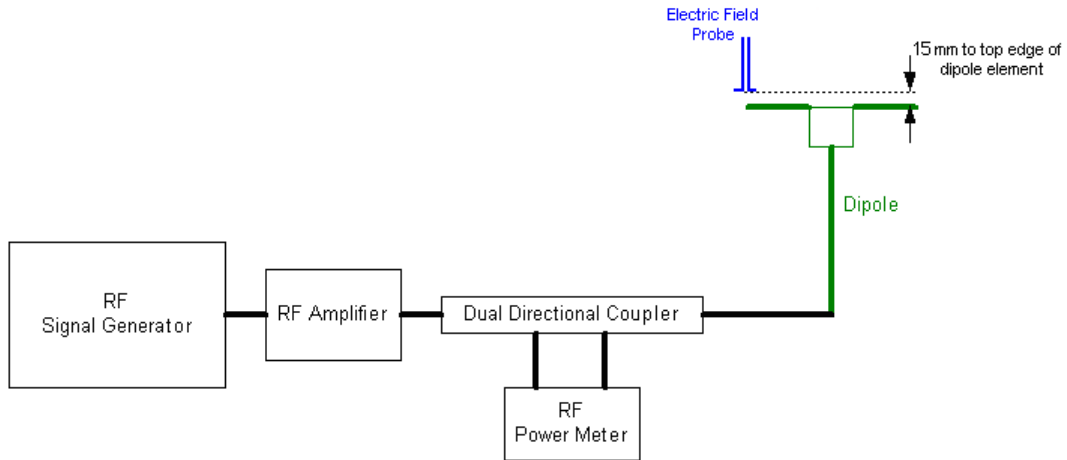 Electric Field
Probe
15 mm to top edge of
dipole element
Dipole
RF
Signal Generator
RF Amplifier
Dual Directional Coupler
RF
Power Meter